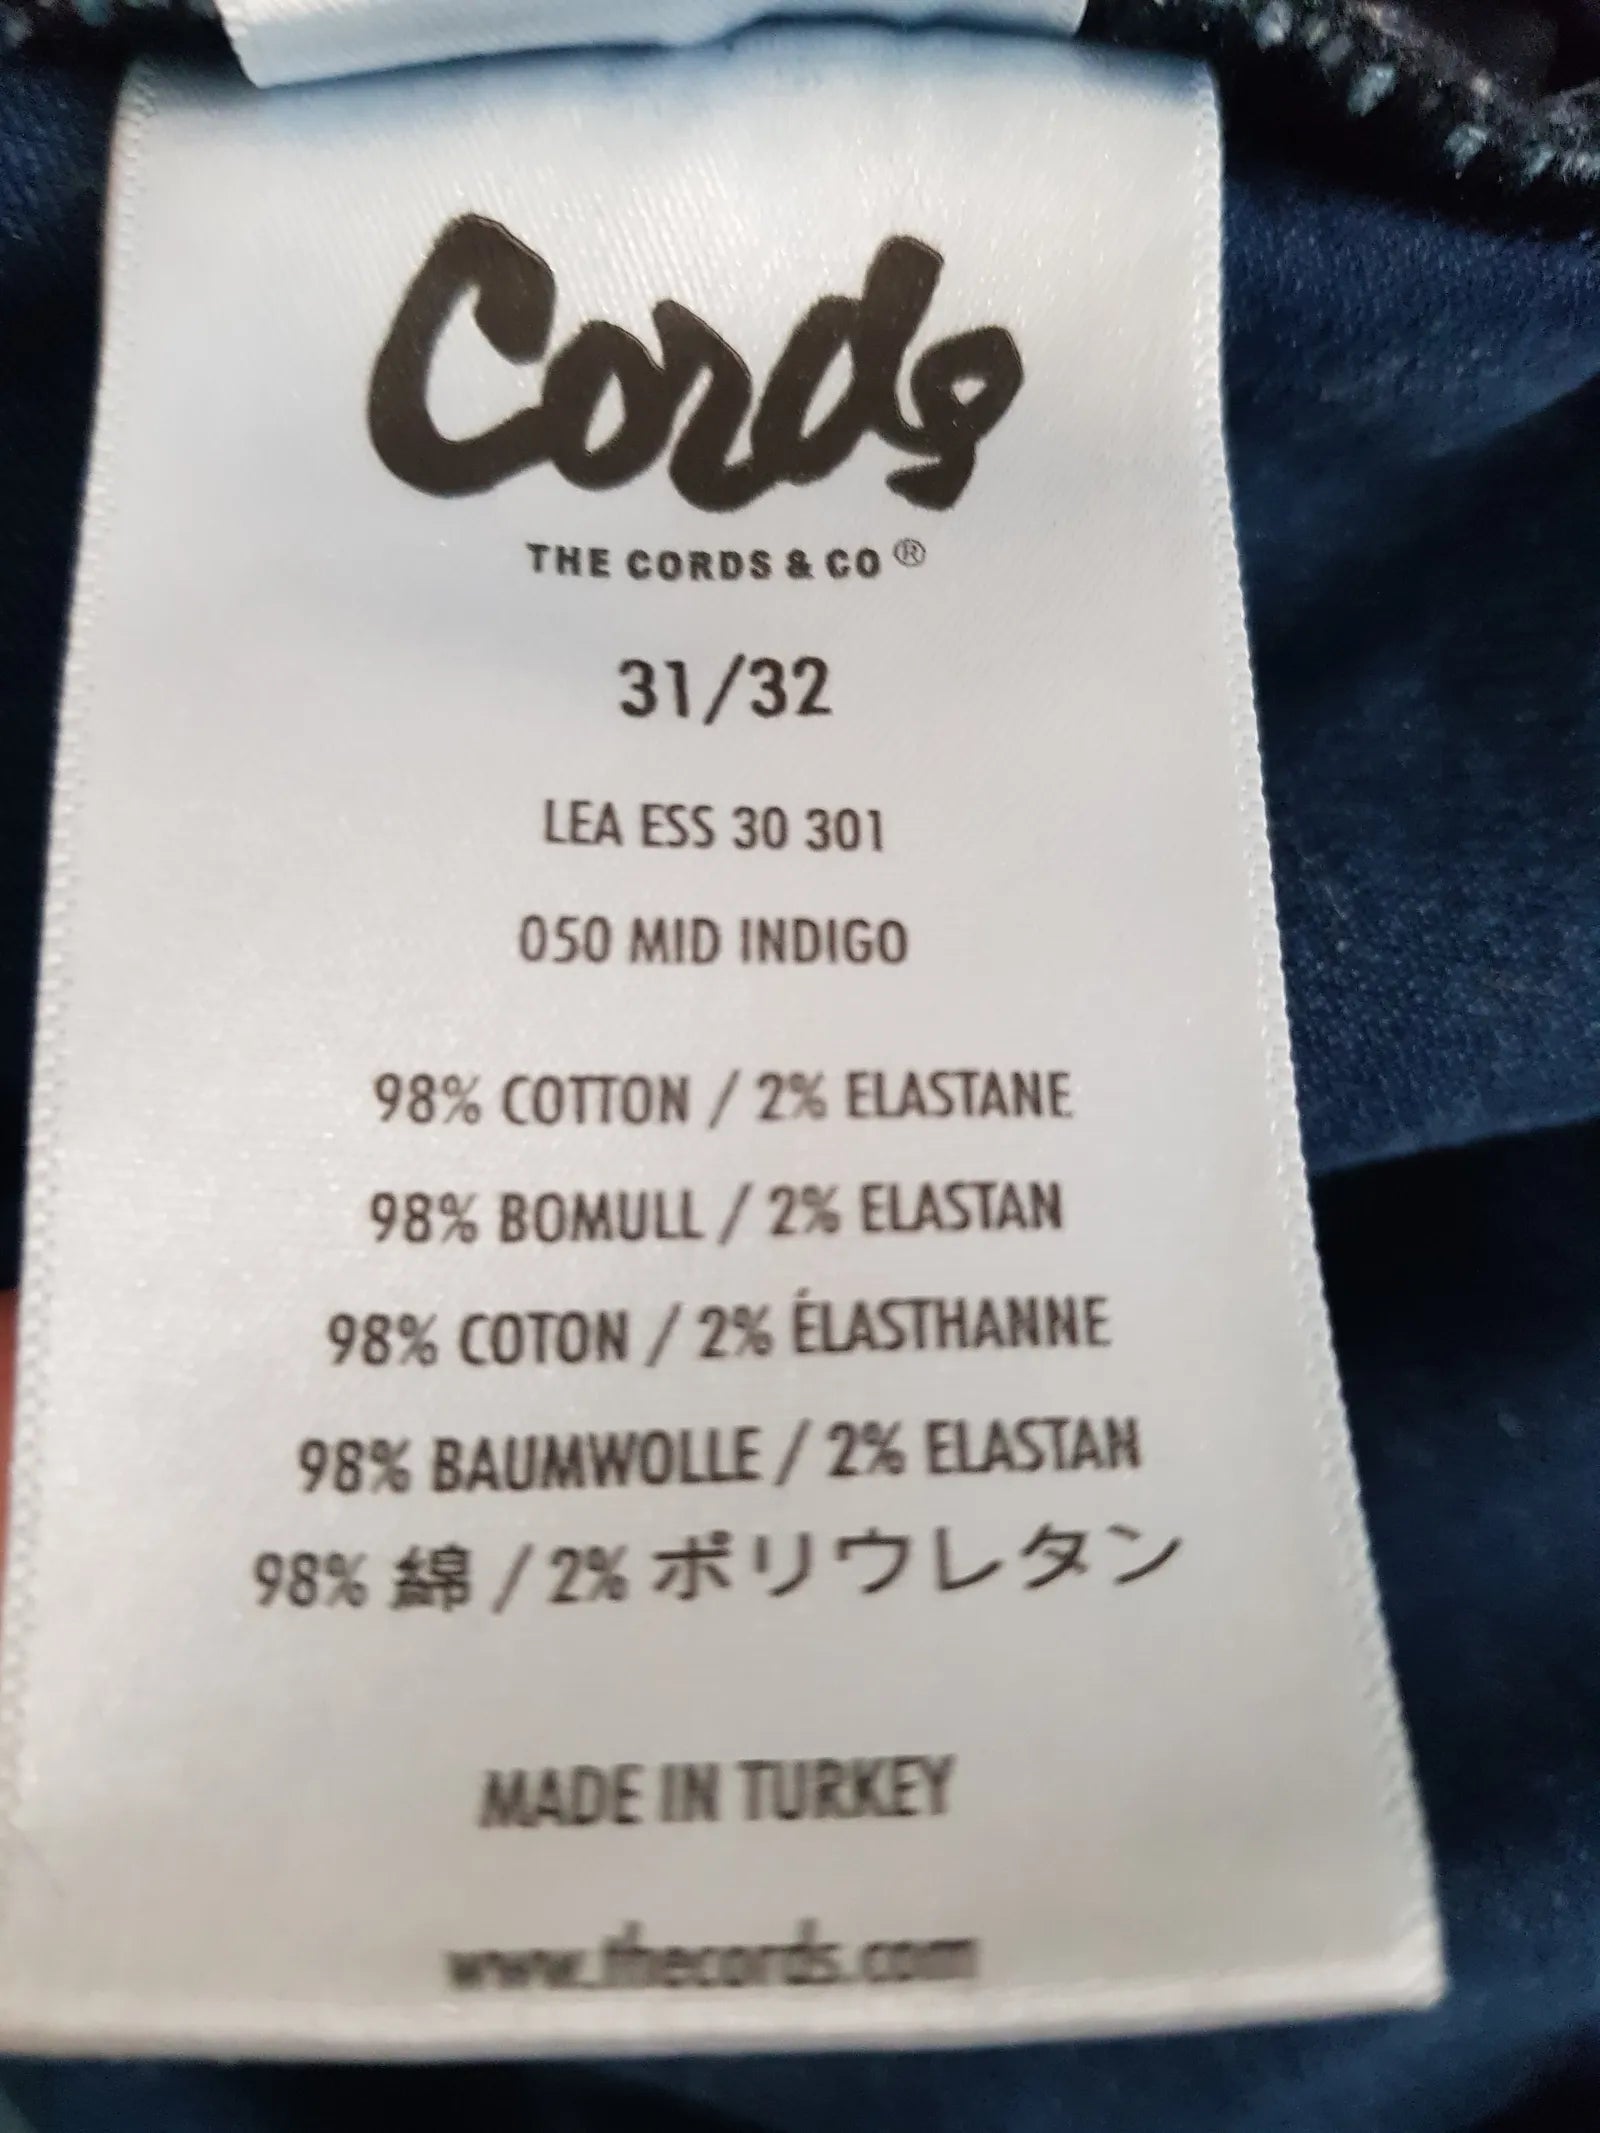 Cords
THE CORDS & CO ®
31/32
LEA ESS 30 301
050 MID INDIGO
98% COTTON / 2% ELASTANE
98% BOMULL / 2% ELASTAN
98% COTON / 2% ÉLASTHANNE
98% BAUMWOLLE / 2% ELASTAN
98% 綿 / 2% ポリウレタン
MADE IN TURKEY
www.thecords.com